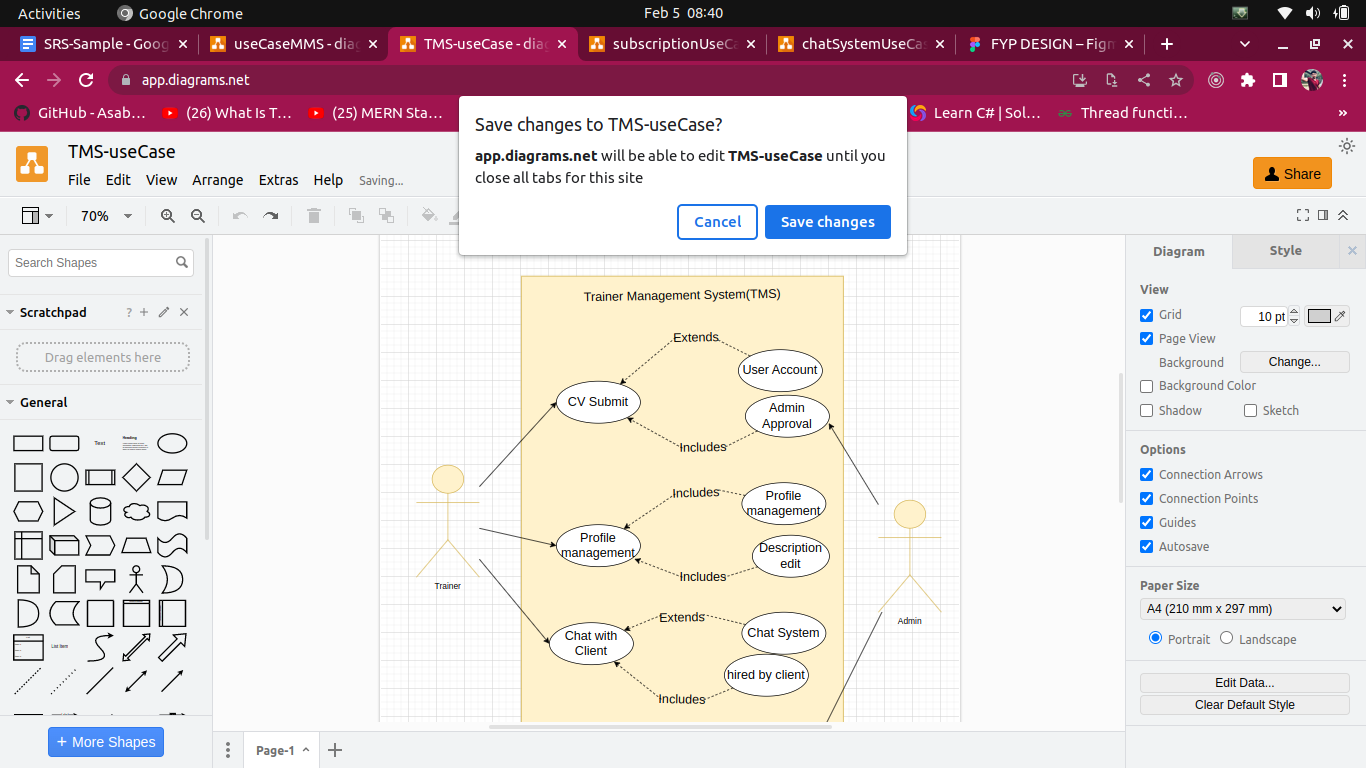 Activities
Google Chrome
Feb 5 08:40
SRS-Sample - Goog
useCaseMMS - dia
TMS-useCase - dia
subscriptionUseC
chatSystemUseCa
FYP DESIGN – Figm
app.diagrams.net
GitHub - Asab...
(26) What Is T...
(25) MERN Sta...
Learn C# | Sol...
Thread functi...
»
Save changes to TMS-useCase?
app.diagrams.net will be able to edit TMS-useCase until you
close all tabs for this site
Cancel
Save changes
TMS-useCase
File
Edit
View
Arrange
Extras
Help
Saving...
Share
70%
Search Shapes
Scratchpad
?
Drag elements here
General
Text
Heading
List Item
+ More Shapes
Trainer Management System(TMS)
Extends
User Account
CV Submit
Admin
Approval
Includes
Includes
Profile
management
Profile
management
Description
edit
Includes
Trainer
Extends
Chat System
Chat with
Client
hired by client
Includes
Admin
Page-1
Diagram
Style
View
Grid
10 pt
Page View
Background
Change...
Background Color
Shadow
Sketch
Options
Connection Arrows
Connection Points
Guides
Autosave
Paper Size
A4 (210 mm x 297 mm)
Portrait
Landscape
Edit Data...
Clear Default Style